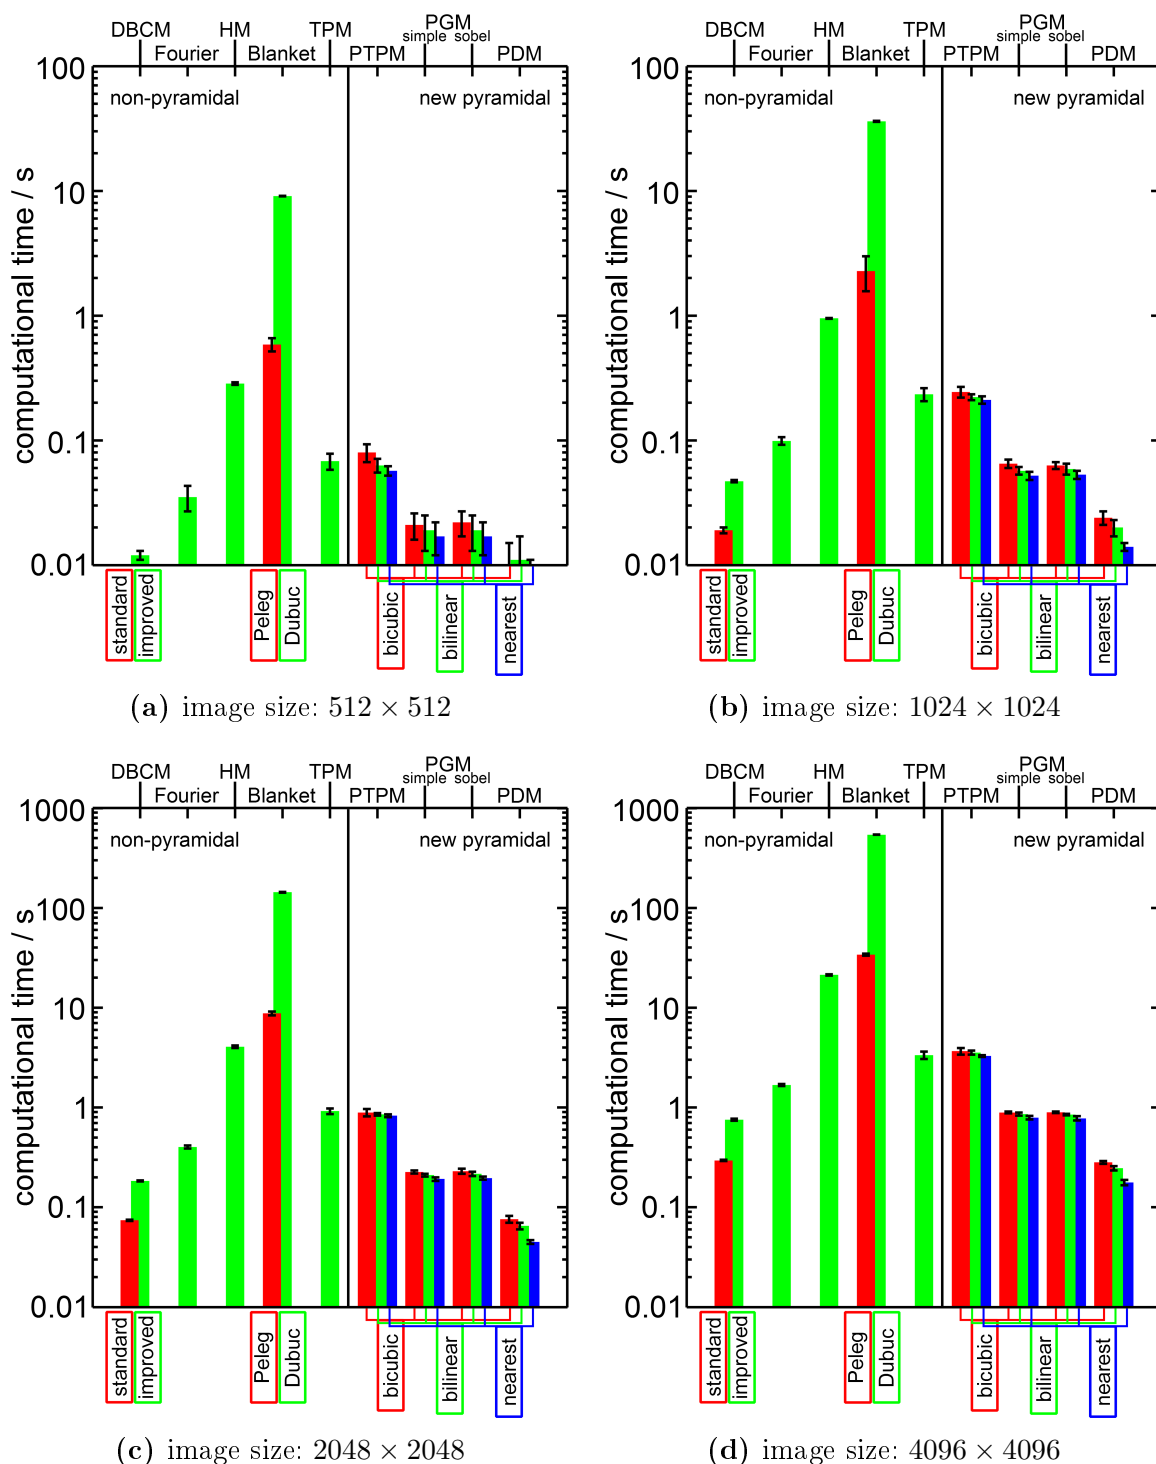 DBCM HM TPM PGM
simple sobel
Fourier Blanket PTPM PDM
100
non-pyramidal new pyramidal
10
1
0.1
0.01
computational time / s
standard improved Peleg Dubuc bicubic bilinear nearest
(a) image size: 512 × 512
DBCM HM TPM PGM
simple sobel
Fourier Blanket PTPM PDM
100
non-pyramidal new pyramidal
10
1
0.1
0.01
computational time / s
standard improved Peleg Dubuc bicubic bilinear nearest
(b) image size: 1024 × 1024
DBCM HM TPM PGM
simple sobel
Fourier Blanket PTPM PDM
1000
non-pyramidal new pyramidal
100
10
1
0.1
0.01
computational time / s
standard improved Peleg Dubuc bicubic bilinear nearest
(c) image size: 2048 × 2048
DBCM HM TPM PGM
simple sobel
Fourier Blanket PTPM PDM
1000
non-pyramidal new pyramidal
100
10
1
0.1
0.01
computational time / s
standard improved Peleg Dubuc bicubic bilinear nearest
(d) image size: 4096 × 4096